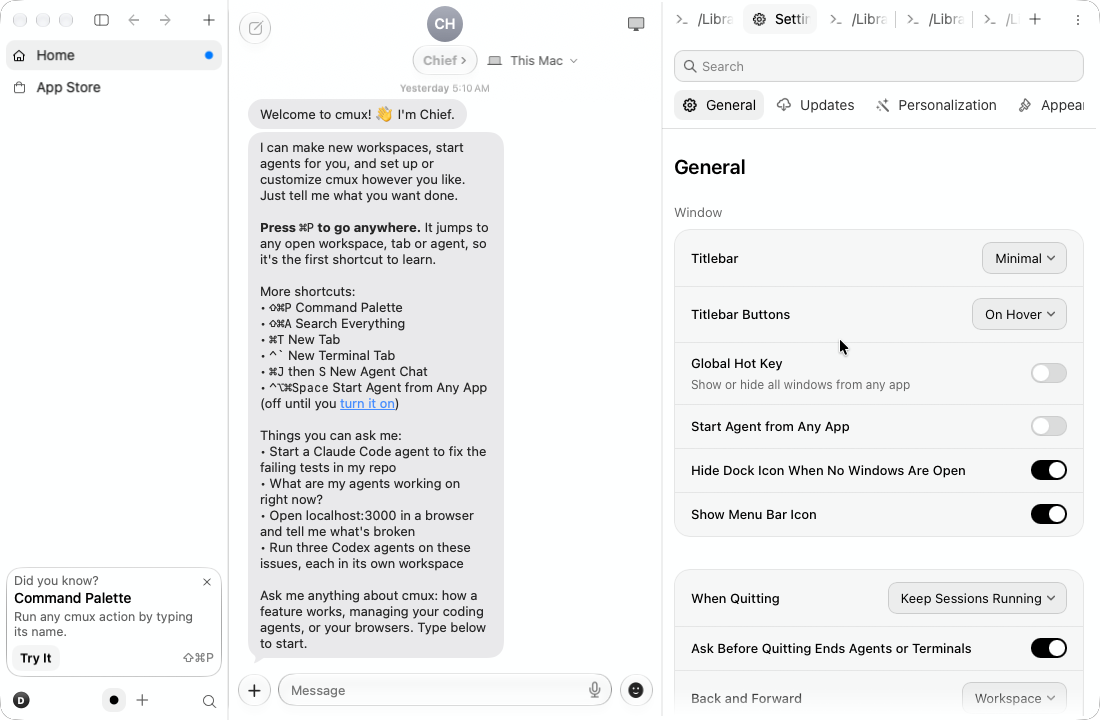 Home
App Store
Did you know?
Command Palette
Run any cmux action by typing
its name.
Try It
⇧⌘P
D
CH
Chief
This Mac
Yesterday 5:10 AM
Welcome to cmux! 👋 I'm Chief.
I can make new workspaces, start
agents for you, and set up or
customize cmux however you like.
Just tell me what you want done.
Press ⌘P to go anywhere. It jumps to
any open workspace, tab or agent, so
it's the first shortcut to learn.
More shortcuts:
• ⇧⌘P Command Palette
• ⇧⌘A Search Everything
• ⌘T New Tab
• ^` New Terminal Tab
• ⌘J then S New Agent Chat
• ^⌥⌘Space Start Agent from Any App
(off until you turn it on)
Things you can ask me:
• Start a Claude Code agent to fix the
failing tests in my repo
• What are my agents working on
right now?
• Open localhost:3000 in a browser
and tell me what's broken
• Run three Codex agents on these
issues, each in its own workspace
Ask me anything about cmux: how a
feature works, managing your coding
agents, or your browsers. Type below
to start.
Message
/Libra
Settin
/Libra
/Libra
/L
Search
General
Updates
Personalization
Appear
General
Window
Titlebar
Minimal
Titlebar Buttons
On Hover
Global Hot Key
Show or hide all windows from any app
Start Agent from Any App
Hide Dock Icon When No Windows Are Open
Show Menu Bar Icon
When Quitting
Keep Sessions Running
Ask Before Quitting Ends Agents or Terminals
Back and Forward
Workspace